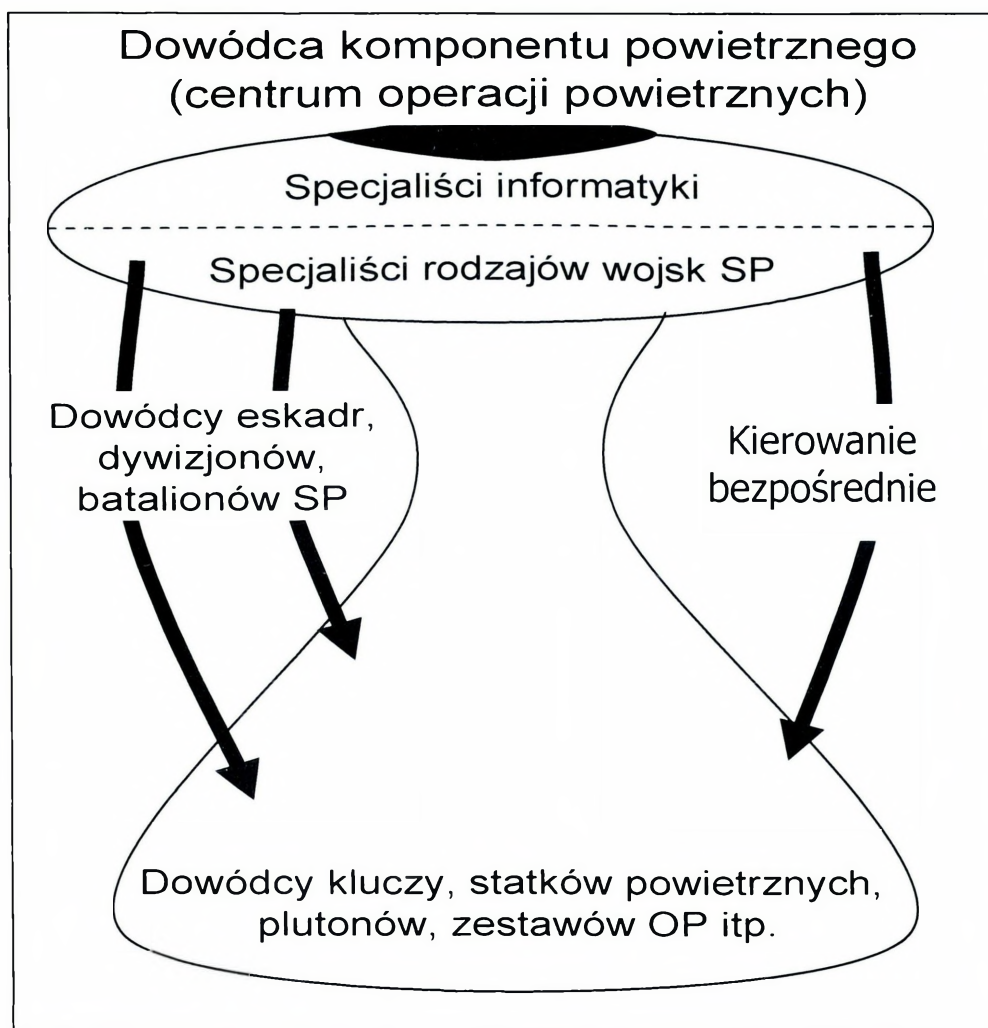 Dowódca komponentu powietrznego
(centrum operacji powietrznych)
Specjaliści informatyki
Specjaliści rodzajów wojsk SP
Dowódcy eskadr,
dywizjonów,
batalionów SP
Kierowanie
bezpośrednie
Dowódcy kluczy, statków powietrznych,
plutonów, zestawów OP itp.